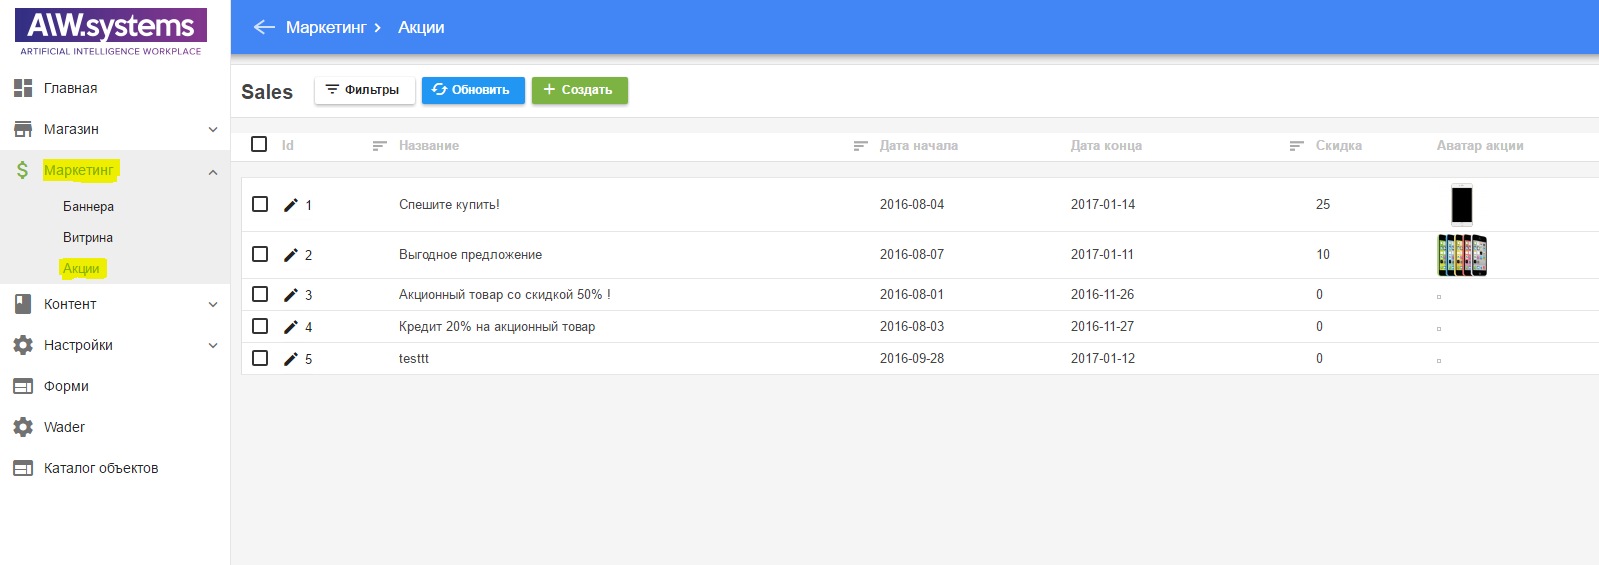 AIW.systems
ARTIFICIAL INTELLIGENCE WORKPLACE
Главная
Магазин
Маркетинг
Баннера
Витрина
Акции
Контент
Настройки
Форми
Wader
Каталог объектов
Маркетинг Акции
Sales Фильтры Обновить Создать
Id Название Дата начала Дата конца Скидка Аватар акции
1 Спешите купить! 2016-08-04 2017-01-14 25
2 Выгодное предложение 2016-08-07 2017-01-11 10
3 Акционный товар со скидкой 50% ! 2016-08-01 2016-11-26 0
4 Кредит 20% на акционный товар 2016-08-03 2016-11-27 0
5 testtt 2016-09-28 2017-01-12 0